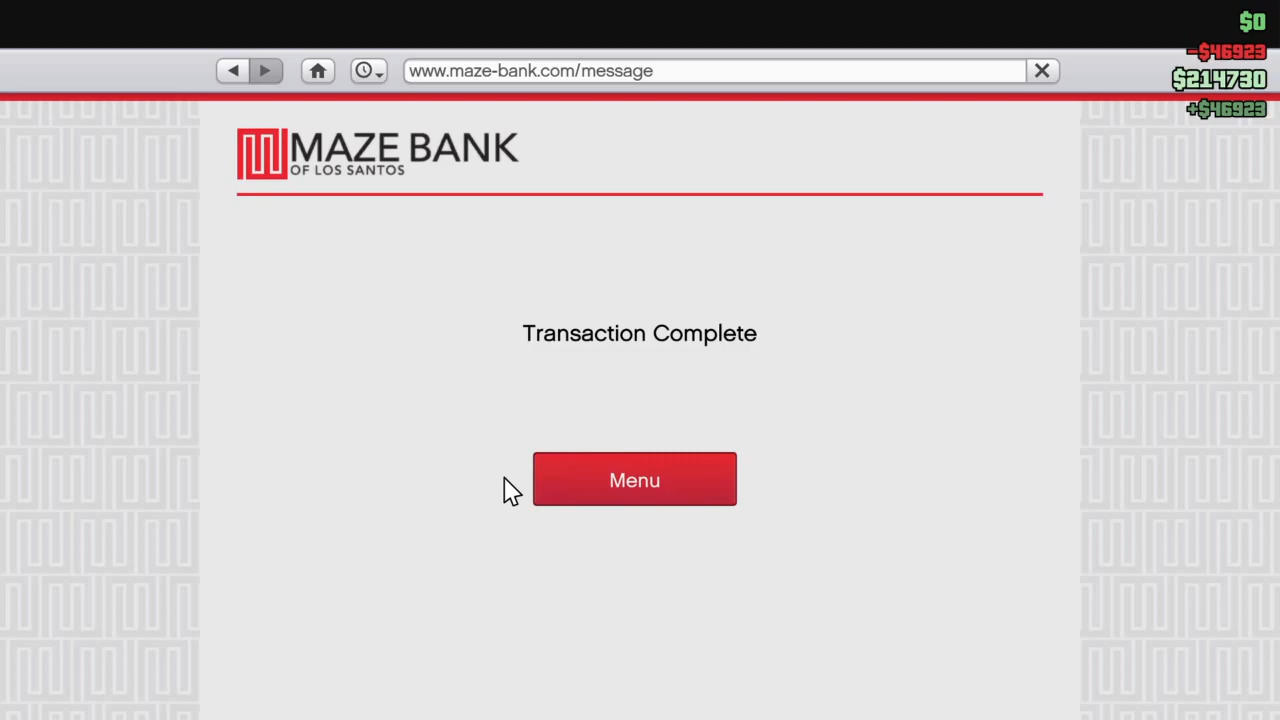 $0
-$46923
www.maze-bank.com/message
$214730
+$46923
MAZE BANK
OF LOS SANTOS
Transaction Complete
Menu